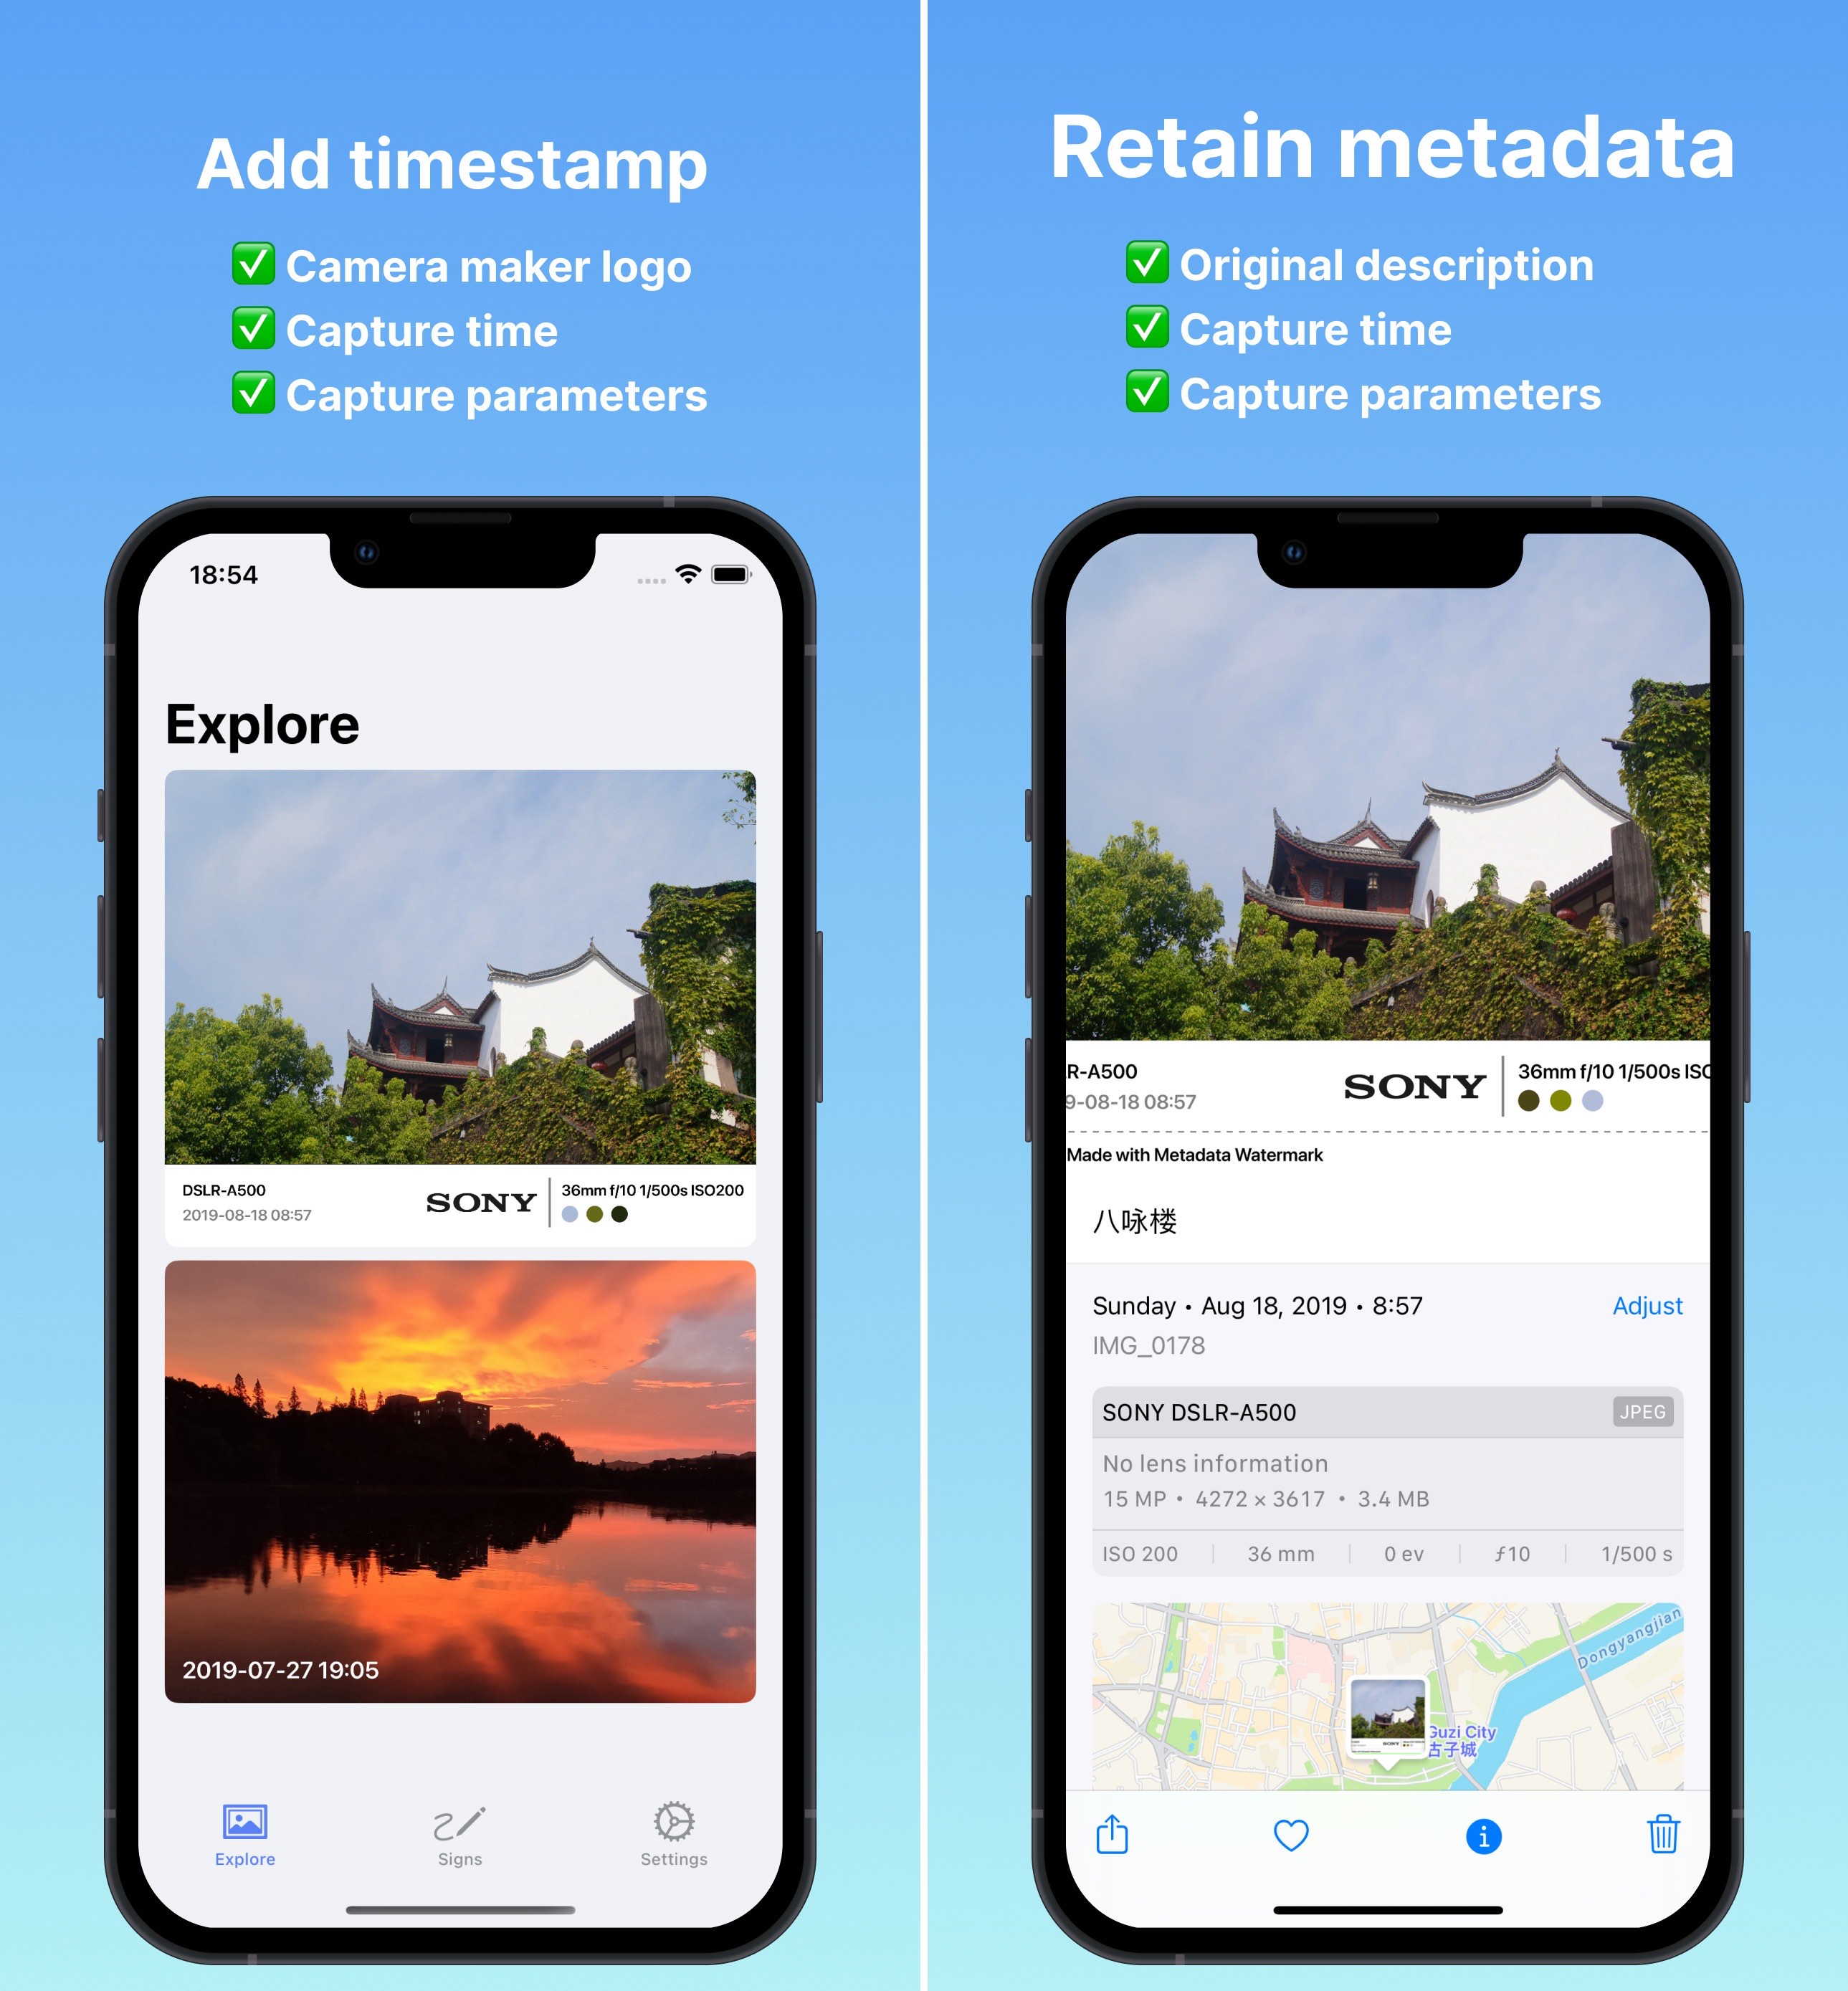 Add timestamp
✅ Camera maker logo
✅ Capture time
✅ Capture parameters
18:54
Explore
DSLR-A500
2019-08-18 08:57
SONY
36mm f/10 1/500s ISO200
2019-07-27 19:05
Explore
Signs
Settings
Retain metadata
✅ Original description
✅ Capture time
✅ Capture parameters
R-A500
9-08-18 08:57
SONY
36mm f/10 1/500s ISO
Made with Metadata Watermark
八咏楼
Sunday • Aug 18, 2019 • 8:57
Adjust
IMG_0178
SONY DSLR-A500
JPEG
No lens information
15 MP • 4272 × 3617 • 3.4 MB
ISO 200
36 mm
0 ev
ƒ10
1/500 s
Dongyangjian
Guzi City
古子城